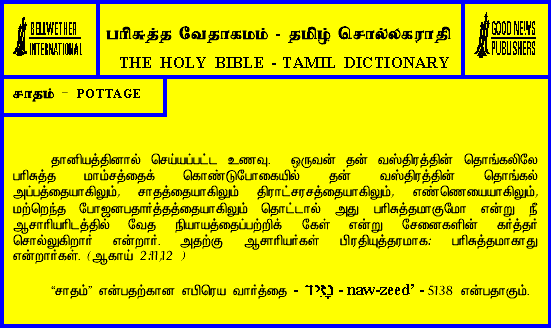 BELLWETHER
INTERNATIONAL
பரிசுத்த வேதாகமம் - தமிழ் சொல்லகராதி
THE HOLY BIBLE - TAMIL DICTIONARY
GOOD NEWS
PUBLISHERS
சாதம் - POTTAGE
தானியத்தினால் செய்யப்பட்ட உணவு. ஒருவன் தன் வஸ்திரத்தின் தொங்கலிலே
பரிசுத்த மாம்சத்தைக் கொண்டுபோகையில் தன் வஸ்திரத்தின் தொங்கல்
அப்பத்தையாகிலும், சாதத்தையாகிலும் திராட்சரசத்தையாகிலும், எண்ணெயையாகிலும்,
மற்றெந்த போஜனபதார்த்தத்தையாகிலும் தொட்டால் அது பரிசுத்தமாகுமோ என்று நீ
ஆசாரியரிடத்தில் வேத நியாயத்தைப்பற்றிக் கேள் என்று சேனைகளின் கர்த்தர்
சொல்லுகிறார் என்றார். அதற்கு ஆசாரியர்கள் பிரதியுத்தரமாக: பரிசுத்தமாகாது
என்றார்கள். (ஆகாய் 2:11,12 )
“சாதம்” என்பதற்கான எபிரெய வார்த்தை - נָזִיד - naw-zeed’ - 5138 என்பதாகும்.